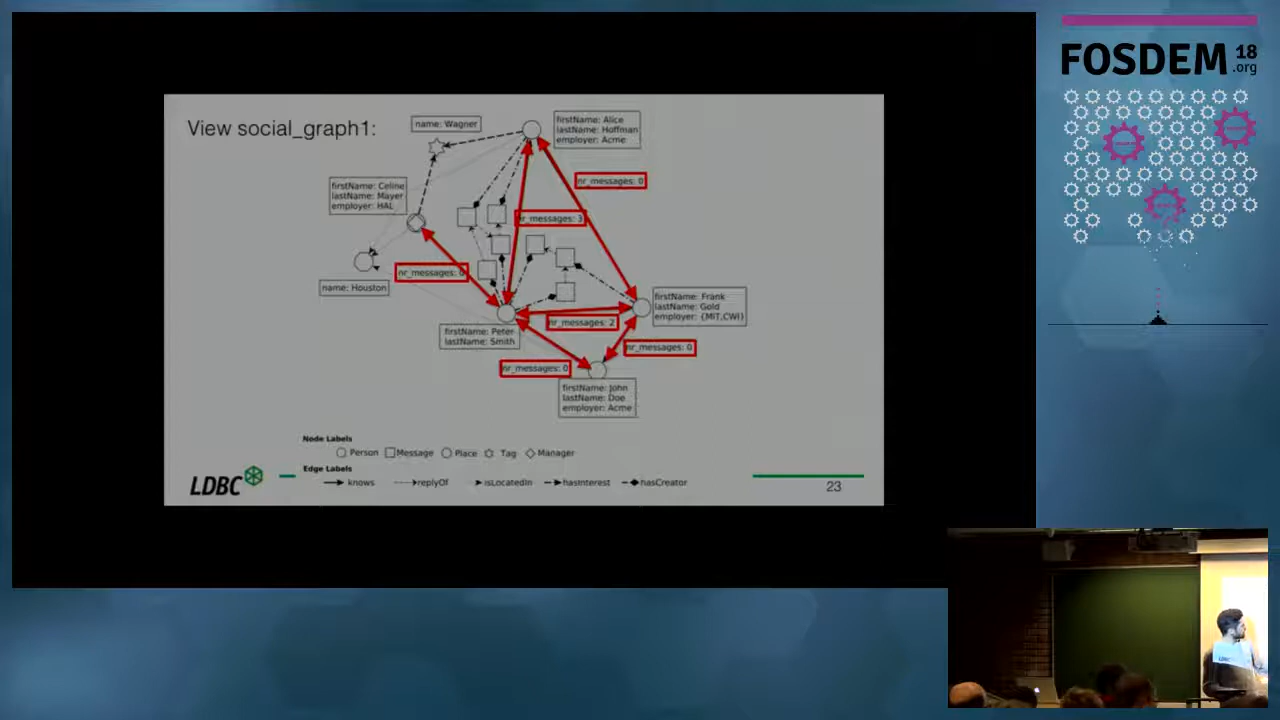 FOSDEM 18
.org
View social_graph1:
name: Wagner
firstName: Alice
lastName: Hoffman
employer: Acme
nr_messages: 0
firstName: Celine
lastName: Mayer
employer: HAL
nr_messages: 3
nr_messages: 0
name: Houston
firstName: Frank
lastName: Gold
employer: {MIT,CWI}
nr_messages: 2
firstName: Peter
lastName: Smith
nr_messages: 0
nr_messages: 0
firstName: John
lastName: Doe
employer: Acme
Node Labels
Person Message Place Tag Manager
Edge Labels
knows replyOf isLocatedIn hasInterest hasCreator
LDBC
23
LDBC